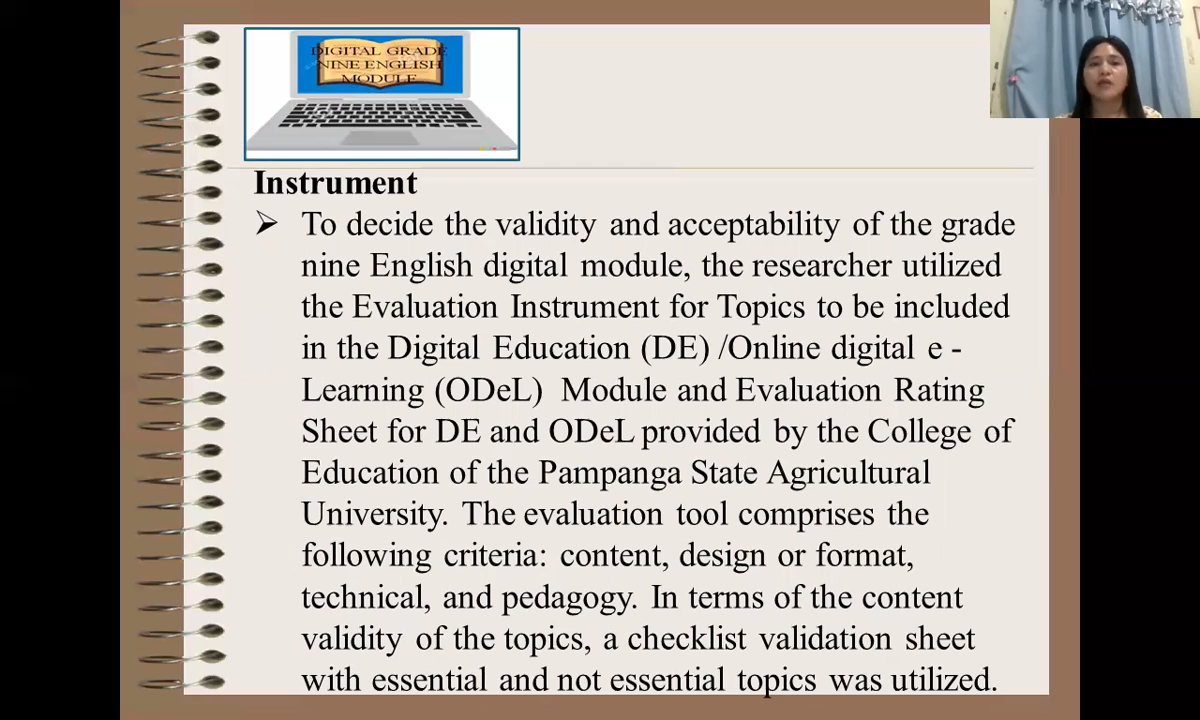 DIGITAL GRADE
NINE ENGLISH
MODULE
Instrument
➢ To decide the validity and acceptability of the grade
nine English digital module, the researcher utilized
the Evaluation Instrument for Topics to be included
in the Digital Education (DE) /Online digital e -
Learning (ODeL) Module and Evaluation Rating
Sheet for DE and ODeL provided by the College of
Education of the Pampanga State Agricultural
University. The evaluation tool comprises the
following criteria: content, design or format,
technical, and pedagogy. In terms of the content
validity of the topics, a checklist validation sheet
with essential and not essential topics was utilized.